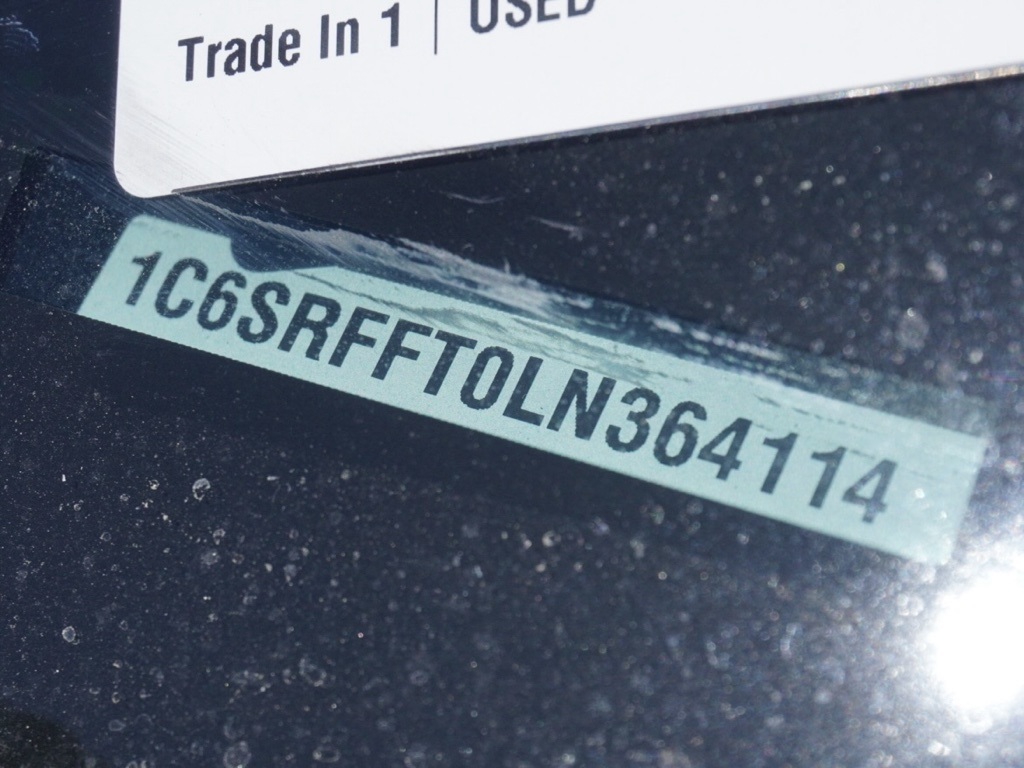 Trade In 1 | USED
1C6SRFFT0LN364114